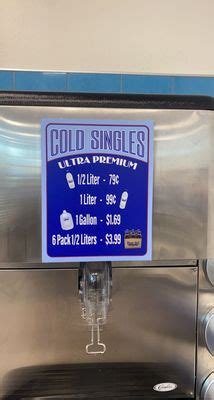 COLD SINGLES
ULTRA PREMIUM
1/2 Liter - 79¢
1 Liter - 99¢
1 Gallon - $1.69
6 Pack 1/2 Liters - $3.99